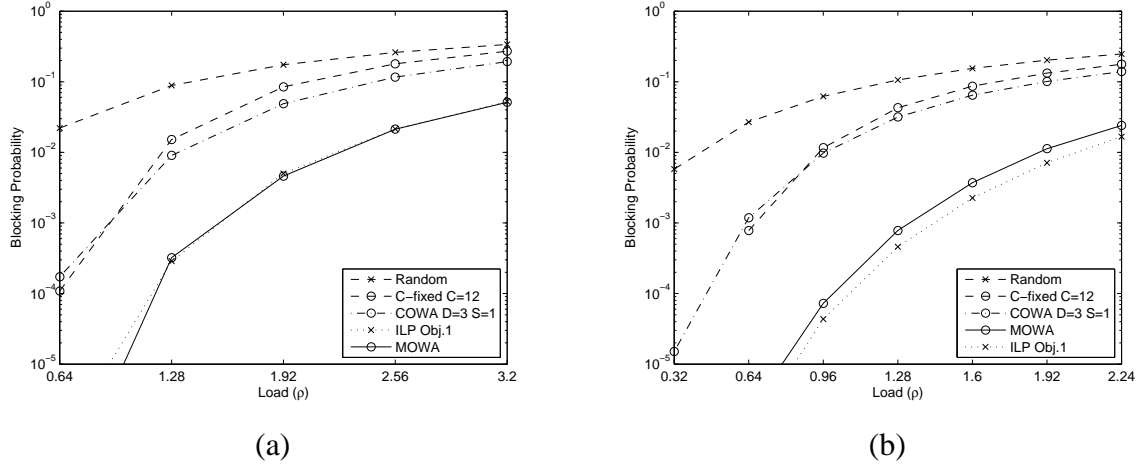 10^0
10^-1
10^-2
10^-3
10^-4
10^-5
Blocking Probability
0.64 1.28 1.92 2.56 3.2
Load (ρ)
Random
C−fixed C=12
COWA D=3 S=1
ILP Obj.1
MOWA
(a)
10^0
10^-1
10^-2
10^-3
10^-4
10^-5
Blocking Probability
0.32 0.64 0.96 1.28 1.6 1.92 2.24
Load (ρ)
Random
C−fixed C=12
COWA D=3 S=1
MOWA
ILP Obj.1
(b)